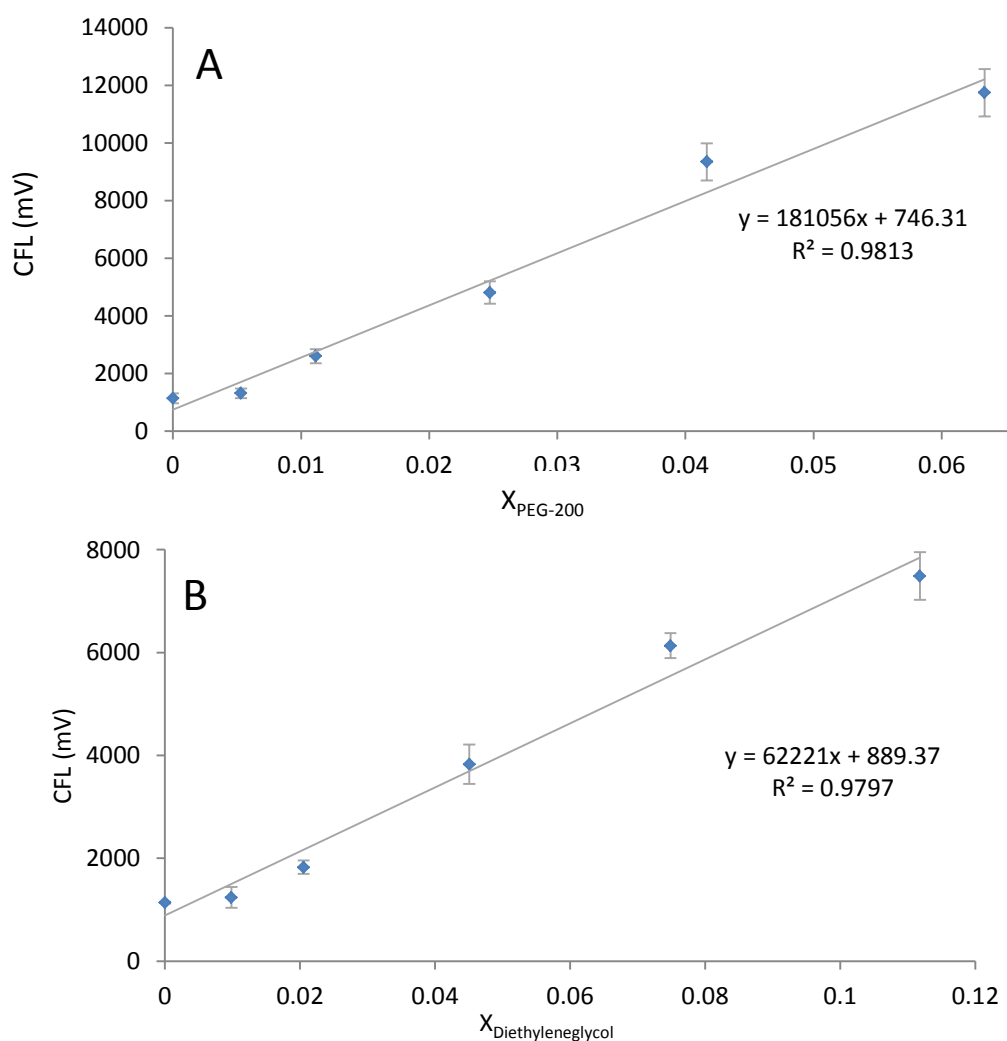 A
14000
12000
10000
8000
6000
4000
2000
0
CFL (mV)
y = 181056x + 746.31
R² = 0.9813
0 0.01 0.02 0.03 0.04 0.05 0.06
X PEG-200
B
8000
6000
4000
2000
0
CFL (mV)
y = 62221x + 889.37
R² = 0.9797
0 0.02 0.04 0.06 0.08 0.1 0.12
X Diethyleneglycol